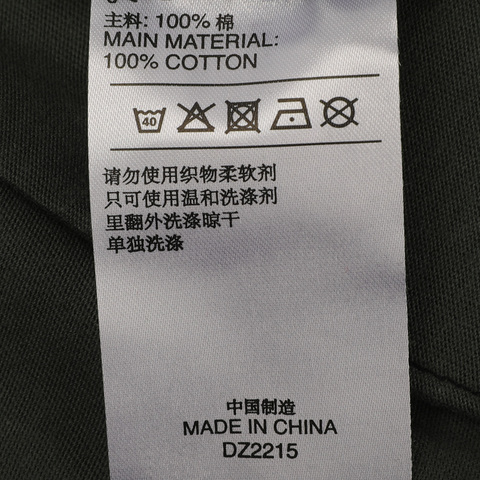 主料: 100% 棉
MAIN MATERIAL:
100% COTTON
40
请勿使用织物柔软剂
只可使用温和洗涤剂
里翻外洗涤晾干
单独洗涤
中国制造
MADE IN CHINA
DZ2215